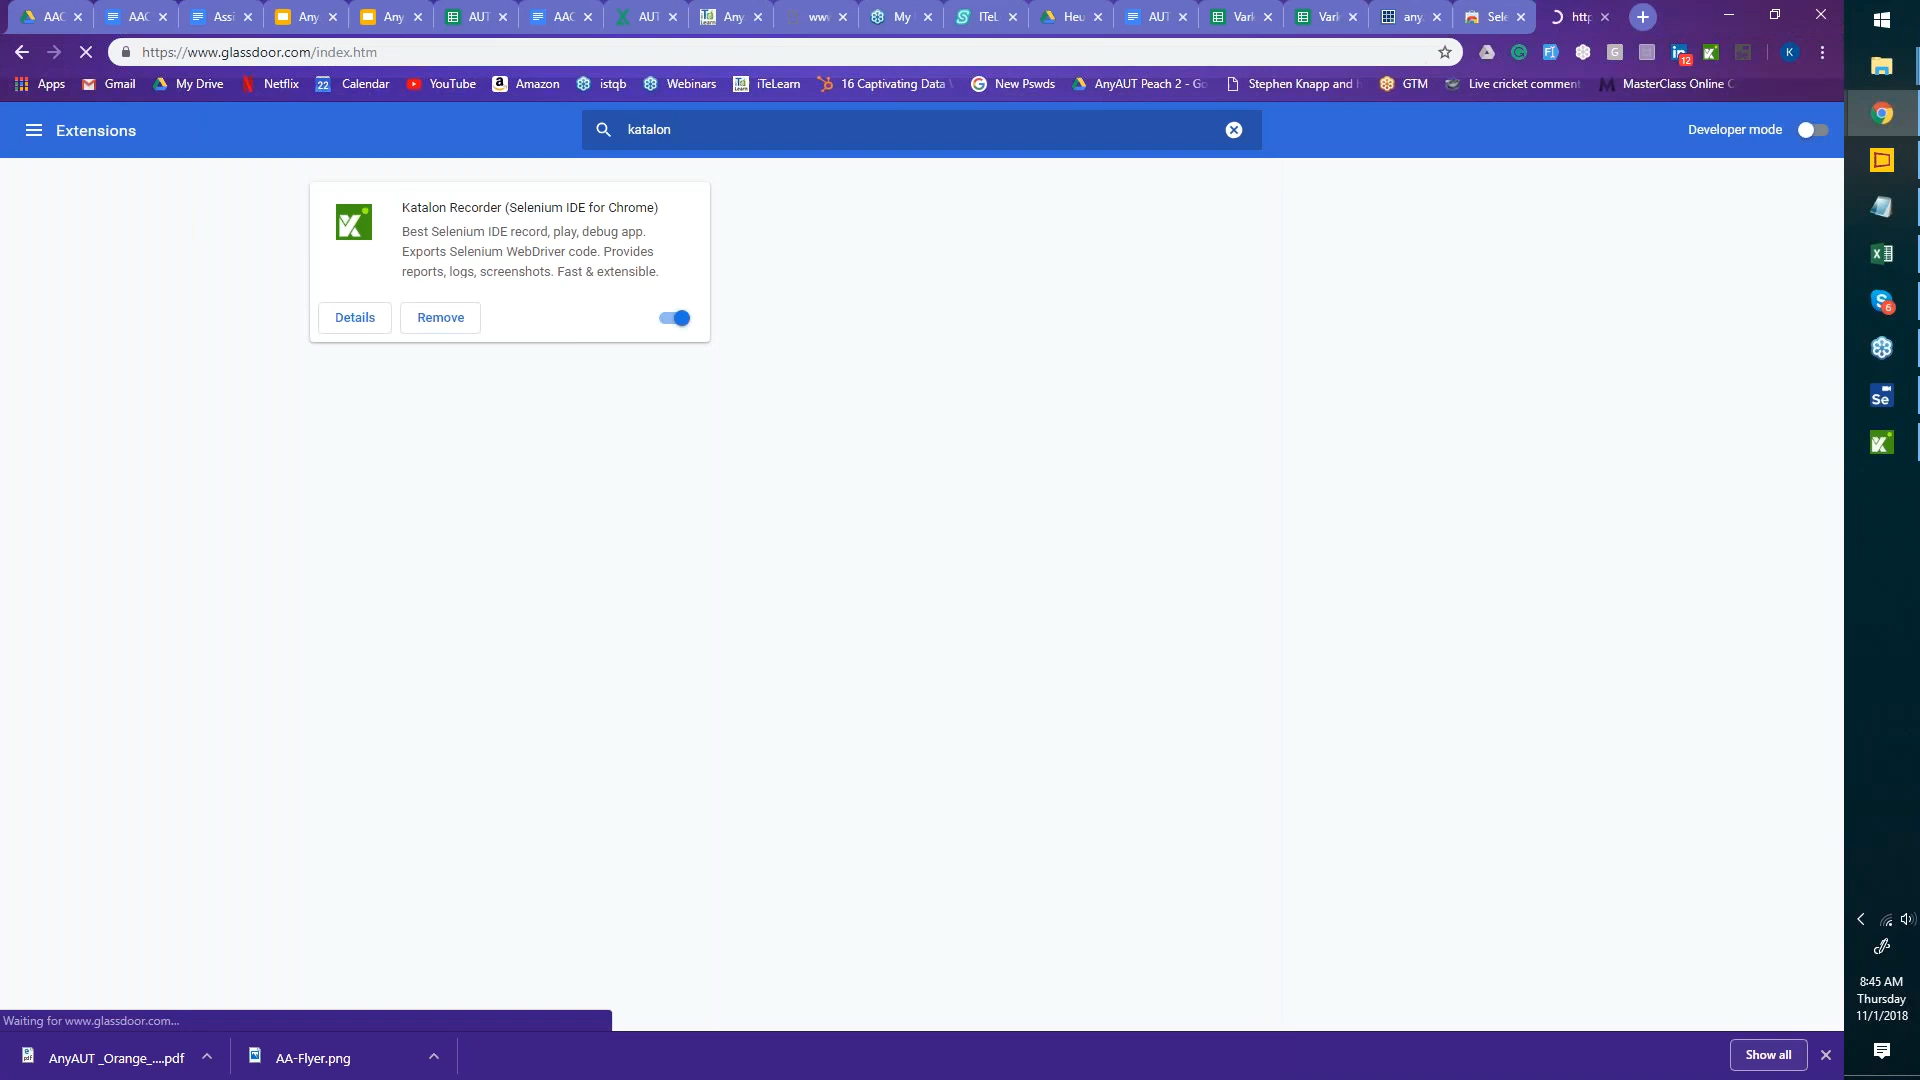 AAC
AAC
Assi
Any
Any
AUT
AAC
AUT
Any
ww
My
ITeL
Heu
AUT
Vari
Vari
any.
Sele
http
https://www.glassdoor.com/index.htm
12
K
Apps
Gmail
My Drive
Netflix
22
Calendar
YouTube
Amazon
istqb
Webinars
iTeLearn
16 Captivating Data
New Pswds
AnyAUT Peach 2 - Go
Stephen Knapp and
GTM
Live cricket comment
MasterClass Online C
Extensions
katalon
Developer mode
Katalon Recorder (Selenium IDE for Chrome)
Best Selenium IDE record, play, debug app.
Exports Selenium WebDriver code. Provides
reports, logs, screenshots. Fast & extensible.
Details
Remove
6
Se
8:45 AM
Thursday
11/1/2018
Waiting for www.glassdoor.com...
AnyAUT _Orange_....pdf
AA-Flyer.png
Show all